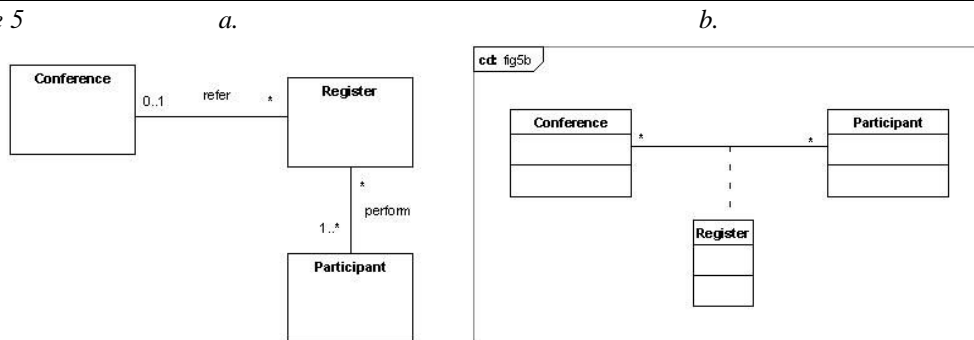 e 5 a. b.
Conference
0..1 refer *
Register
*
perform
1..*
Participant
cd: fig5b
Conference
Participant
* *
Register